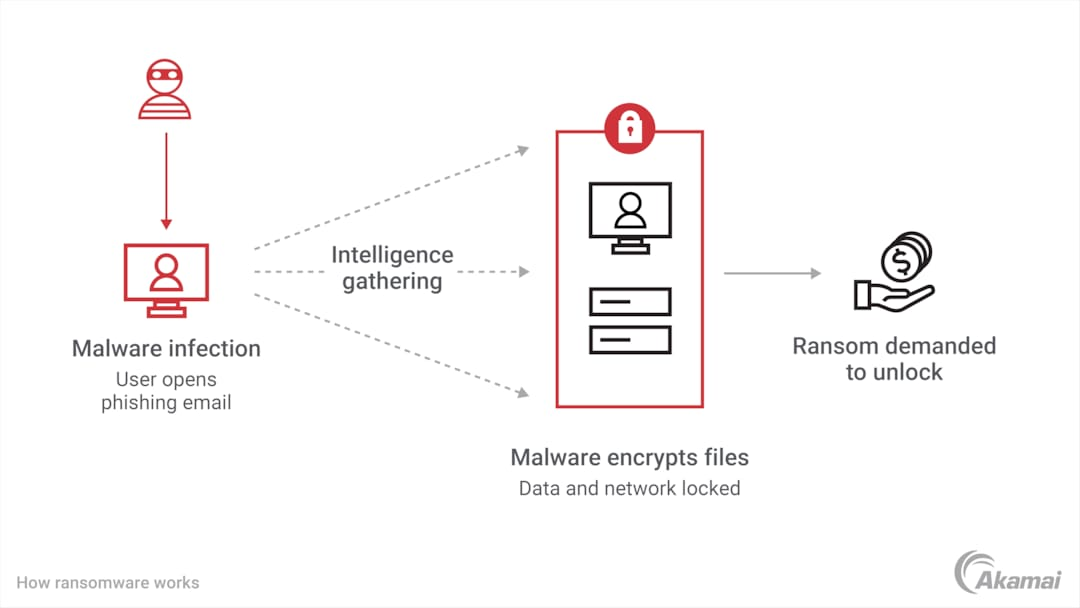 Malware infection
User opens
phishing email
Intelligence
gathering
Malware encrypts files
Data and network locked
Ransom demanded
to unlock
How ransomware works
Akamai